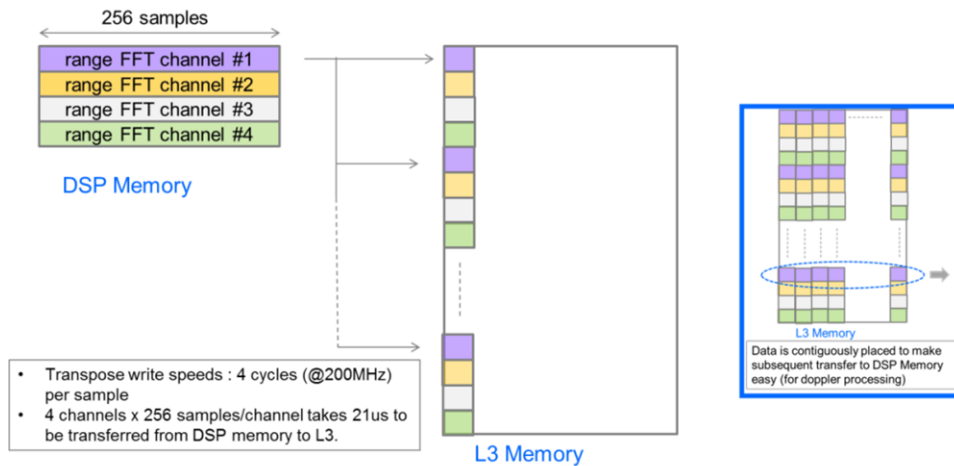 256 samples
range FFT channel #1
range FFT channel #2
range FFT channel #3
range FFT channel #4
DSP Memory
• Transpose write speeds : 4 cycles (@200MHz)
per sample
• 4 channels x 256 samples/channel takes 21us to
be transferred from DSP memory to L3.
L3 Memory
L3 Memory
Data is contiguously placed to make
subsequent transfer to DSP Memory
easy (for doppler processing)